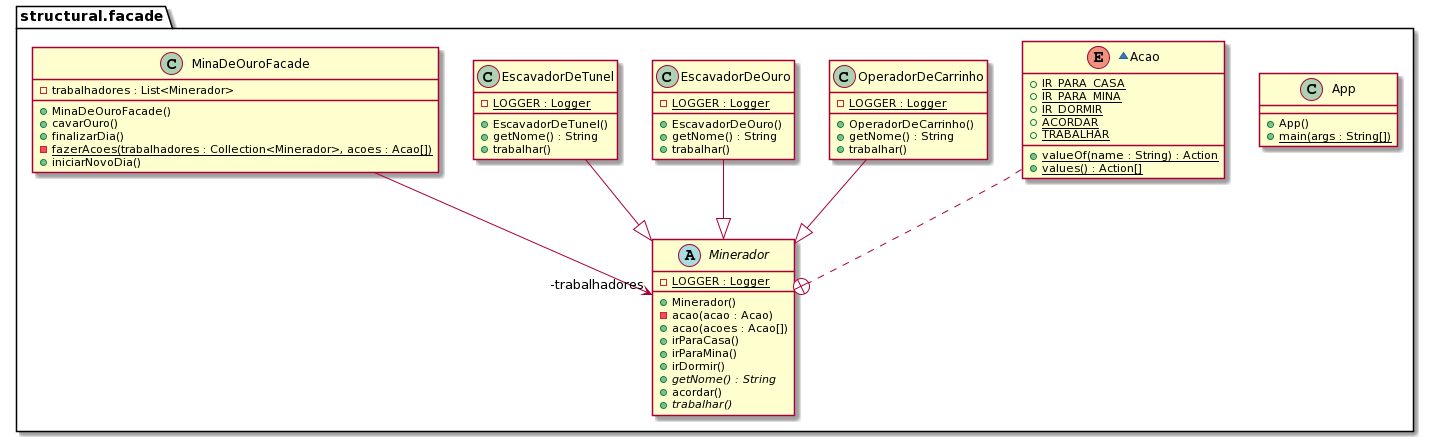 structural.facade
C MinaDeOuroFacade
trabalhadores : List<Minerador>
MinaDeOuroFacade()
cavarOuro()
finalizarDia()
fazerAcoes(trabalhadores : Collection<Minerador>, acoes : Acao[])
iniciarNovoDia()
C EscavadorDeTunel
LOGGER : Logger
EscavadorDeTunel()
getNome() : String
trabalhar()
C EscavadorDeOuro
LOGGER : Logger
EscavadorDeOuro()
getNome() : String
trabalhar()
C OperadorDeCarrinho
LOGGER : Logger
OperadorDeCarrinho()
getNome() : String
trabalhar()
E Acao
IR_PARA_CASA
IR_PARA_MINA
IR_DORMIR
ACORDAR
TRABALHAR
valueOf(name : String) : Action
values() : Action[]
C App
App()
main(args : String[])
-trabalhadores
A Minerador
LOGGER : Logger
Minerador()
acao(acao : Acao)
acao(acoes : Acao[])
irParaCasa()
irParaMina()
irDormir()
getNome() : String
acordar()
trabalhar()